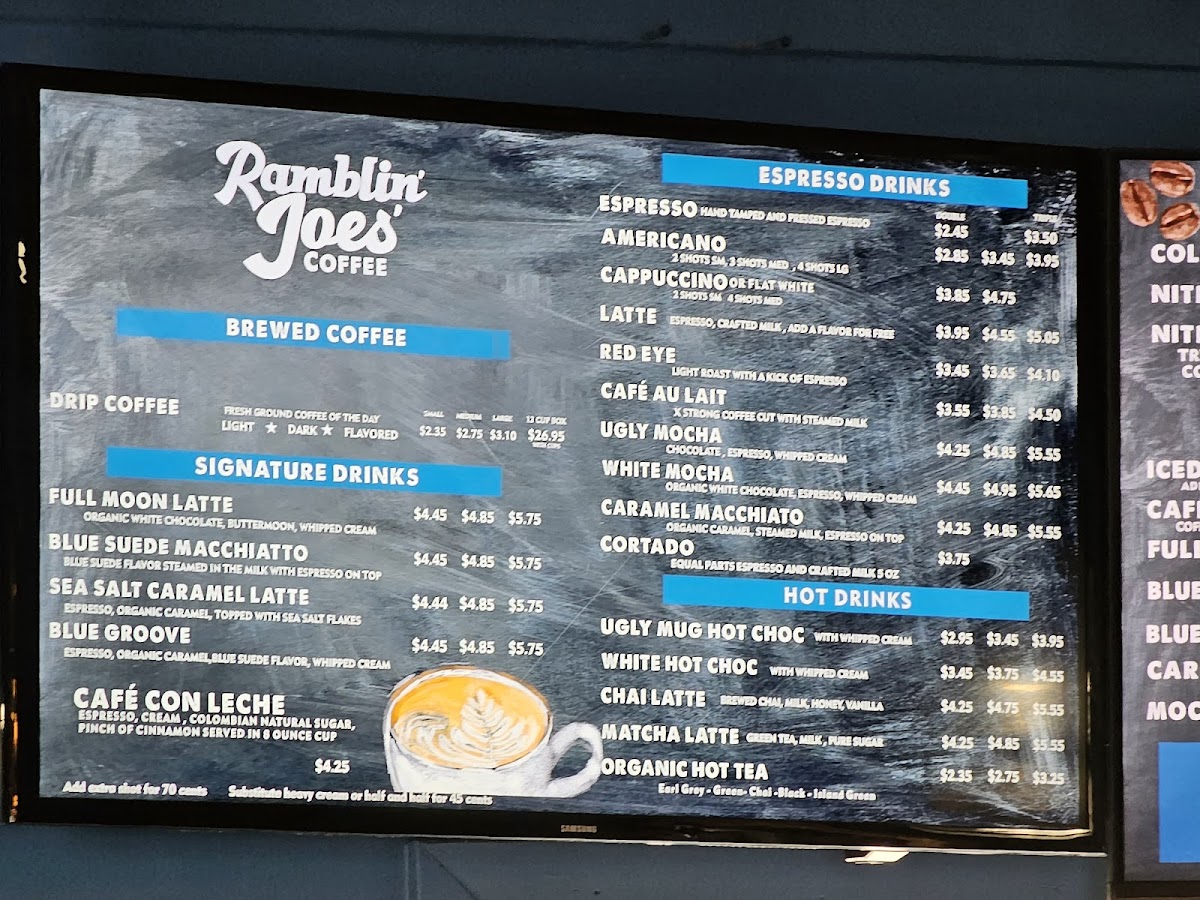 Ramblin'
Joes'
COFFEE
BREWED COFFEE
DRIP COFFEE
FRESH GROUND COFFEE OF THE DAY
LIGHT ★ DARK ★ FLAVORED
SMALL MEDIUM LARGE 12 CUP BOX
$2.35 $2.75 $3.10 $26.95
WITH CUPS
SIGNATURE DRINKS
FULL MOON LATTE
ORGANIC WHITE CHOCOLATE, BUTTERMOON, WHIPPED CREAM
$4.45 $4.85 $5.75
BLUE SUEDE MACCHIATTO
BLUE SUEDE FLAVOR STEAMED IN THE MILK WITH ESPRESSO ON TOP
$4.45 $4.85 $5.75
SEA SALT CARAMEL LATTE
ESPRESSO, ORGANIC CARAMEL, TOPPED WITH SEA SALT FLAKES
$4.44 $4.85 $5.75
BLUE GROOVE
ESPRESSO, ORGANIC CARAMEL,BLUE SUEDE FLAVOR, WHIPPED CREAM
$4.45 $4.85 $5.75
CAFÉ CON LECHE
ESPRESSO, CREAM , COLOMBIAN NATURAL SUGAR,
PINCH OF CINNAMON SERVED IN 8 OUNCE CUP
$4.25
Add extra shot for 70 cents Substitute heavy cream or half and half for 45 cents
ESPRESSO DRINKS
DOUBLE TRIPLE
ESPRESSO HAND TAMPED AND PRESSED ESPRESSO $2.45 $3.50
AMERICANO $2.85 $3.45 $3.95
2 SHOTS SM, 3 SHOTS MED , 4 SHOTS LG
CAPPUCCINO OR FLAT WHITE $3.85 $4.75
2 SHOTS SM 4 SHOTS MED
LATTE ESPRESSO, CRAFTED MILK , ADD A FLAVOR FOR FREE $3.95 $4.55 $5.05
RED EYE $3.45 $3.65 $4.10
LIGHT ROAST WITH A KICK OF ESPRESSO
CAFÉ AU LAIT $3.55 $3.85 $4.50
X STRONG COFFEE CUT WITH STEAMED MILK
UGLY MOCHA $4.25 $4.85 $5.55
CHOCOLATE , ESPRESSO, WHIPPED CREAM
WHITE MOCHA $4.45 $4.95 $5.65
ORGANIC WHITE CHOCOLATE, ESPRESSO, WHIPPED CREAM
CARAMEL MACCHIATO $4.25 $4.85 $5.55
ORGANIC CARAMEL, STEAMED MILK, ESPRESSO ON TOP
CORTADO $3.75
EQUAL PARTS ESPRESSO AND CRAFTED MILK 5 OZ
HOT DRINKS
UGLY MUG HOT CHOC WITH WHIPPED CREAM $2.95 $3.45 $3.95
WHITE HOT CHOC WITH WHIPPED CREAM $3.45 $3.75 $4.55
CHAI LATTE BREWED CHAI, MILK, HONEY, VANILLA $4.25 $4.75 $5.55
MATCHA LATTE GREEN TEA, MILK , PURE SUGAR $4.25 $4.85 $5.55
ORGANIC HOT TEA $2.35 $2.75 $3.25
Earl Grey - Green- Chai -Black - Island Green
SAMSUNG
COL
NIT
NIT
TR
CO
ICED
AD
CAF
COF
FULL
BLUE
BLUE
CAR
MOC